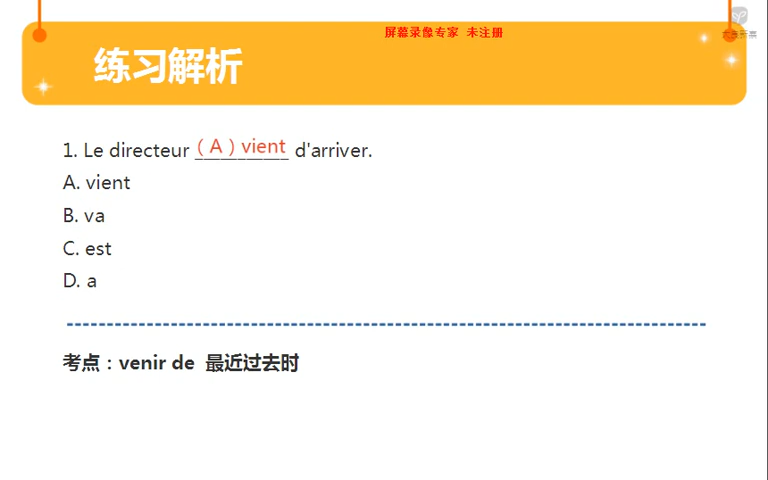 屏幕录像专家 未注册
练习解析
1. Le directeur (A)vient d'arriver.
A. vient
B. va
C. est
D. a
考点：venir de 最近过去时